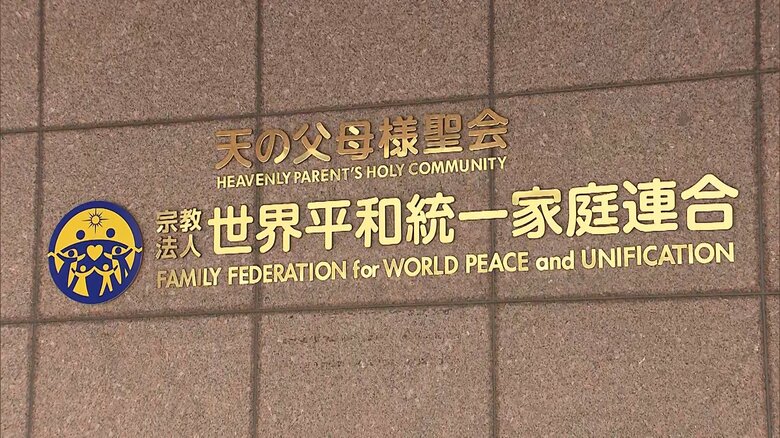 天の父母様聖会
HEAVENLY PARENT'S HOLY COMMUNITY
宗教法人 世界平和統一家庭連合
FAMILY FEDERATION for WORLD PEACE and UNIFICATION